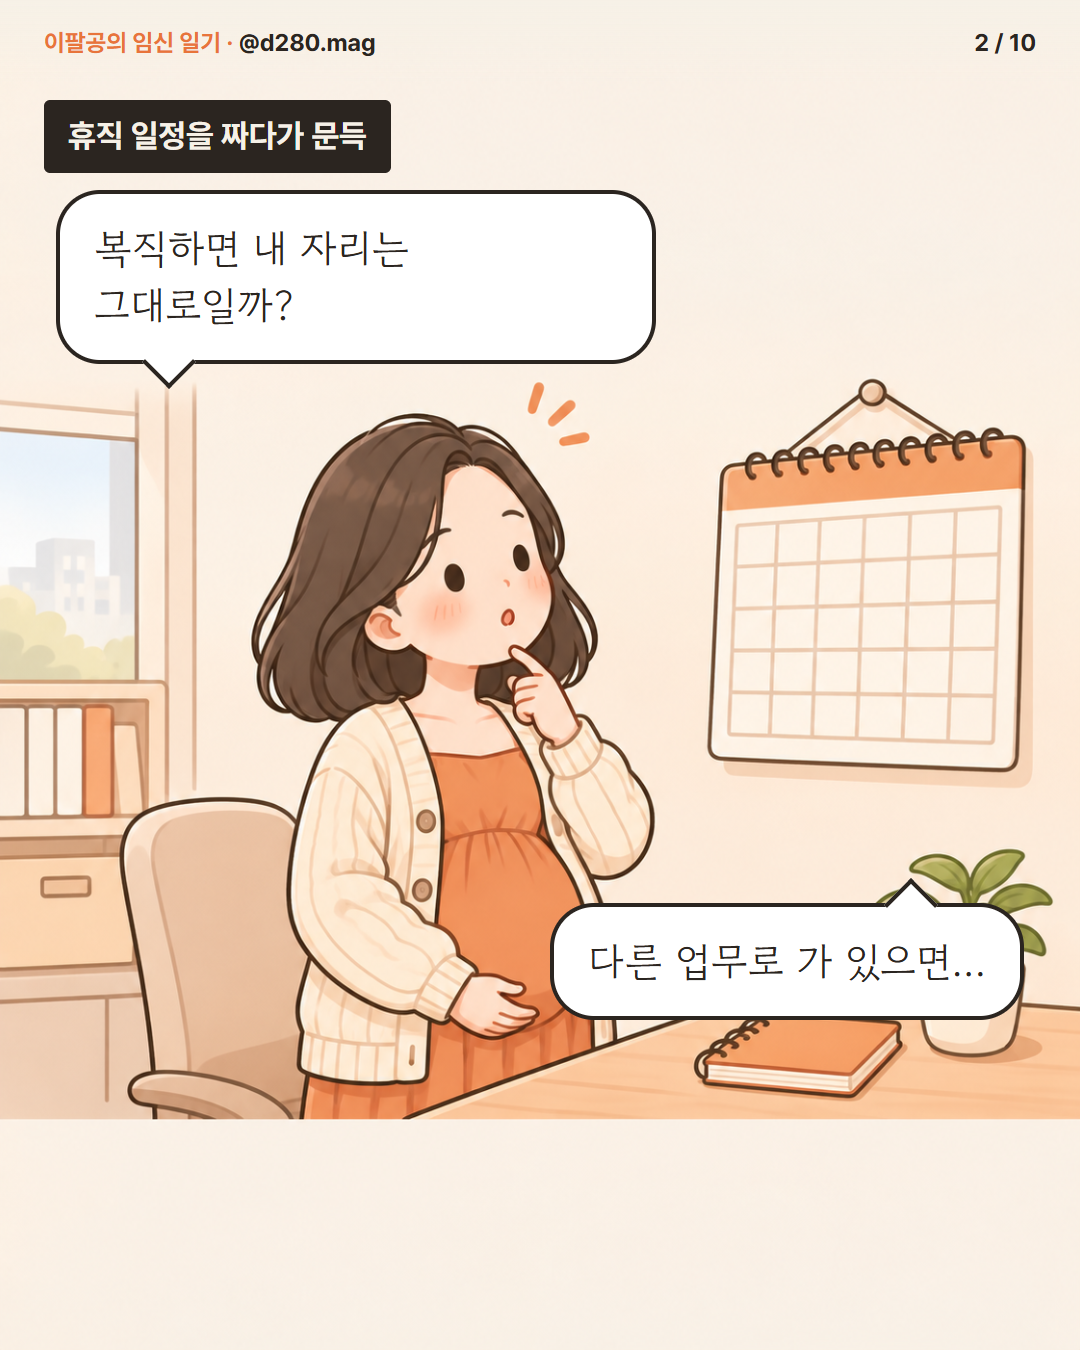 이팔공의 임신 일기 · @d280.mag
2 / 10
휴직 일정을 짜다가 문득
복직하면 내 자리는
그대로일까?
다른 업무로 가 있으면...